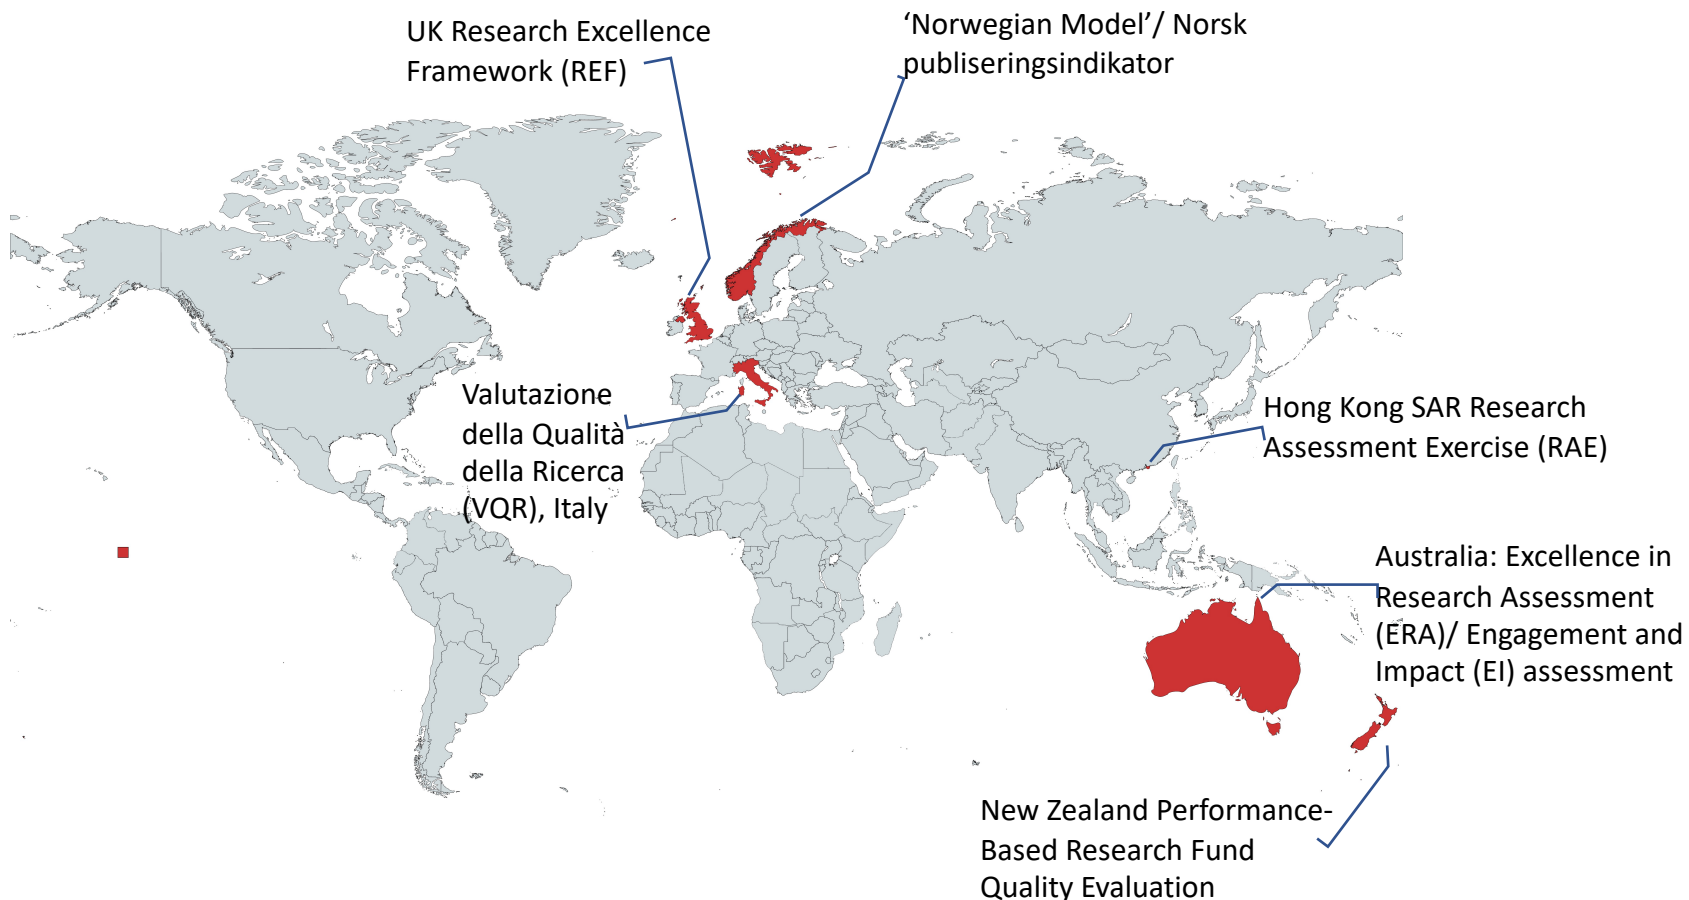 UK Research Excellence
Framework (REF)
‘Norwegian Model’/ Norsk
publiseringsindikator
Valutazione
della Qualità
della Ricerca
(VQR), Italy
Hong Kong SAR Research
Assessment Exercise (RAE)
Australia: Excellence in
Research Assessment
(ERA)/ Engagement and
Impact (EI) assessment
New Zealand Performance-
Based Research Fund
Quality Evaluation